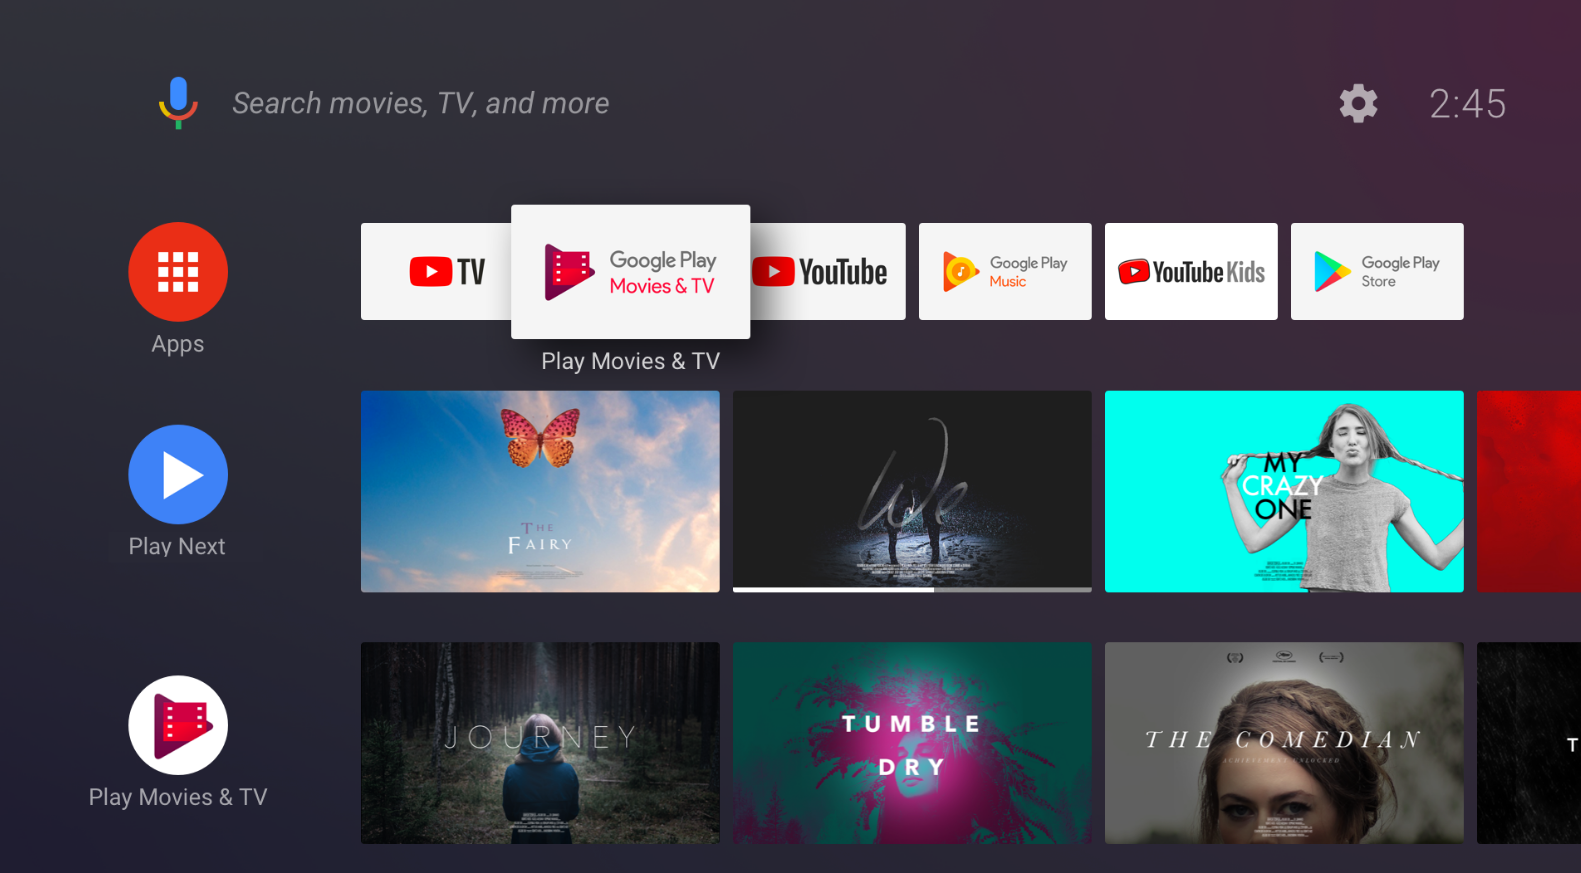 Search movies, TV, and more
2:45
TV
Google Play
Movies & TV
YouTube
Google Play
Music
YouTube Kids
Google Play
Store
Apps
Play Movies & TV
THE
FAIRY
We
MY
CRAZY
ONE
Play Next
JOURNEY
TUMBLE
DRY
THE COMEDIAN
ACHIEVEMENT UNLOCKED
T
Play Movies & TV